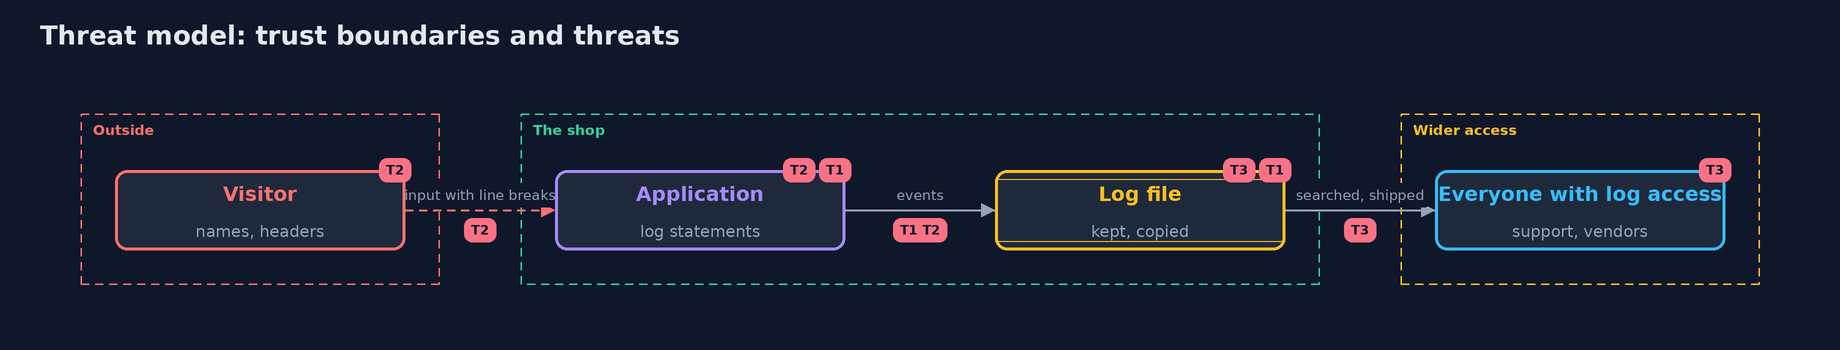 Threat model: trust boundaries and threats
Outside
The shop
Wider access
T2
T2 T1
T3 T1
T3
Visitor
names, headers
input with line breaks
T2
Application
log statements
events
T1 T2
Log file
kept, copied
searched, shipped
T3
Everyone with log access
support, vendors